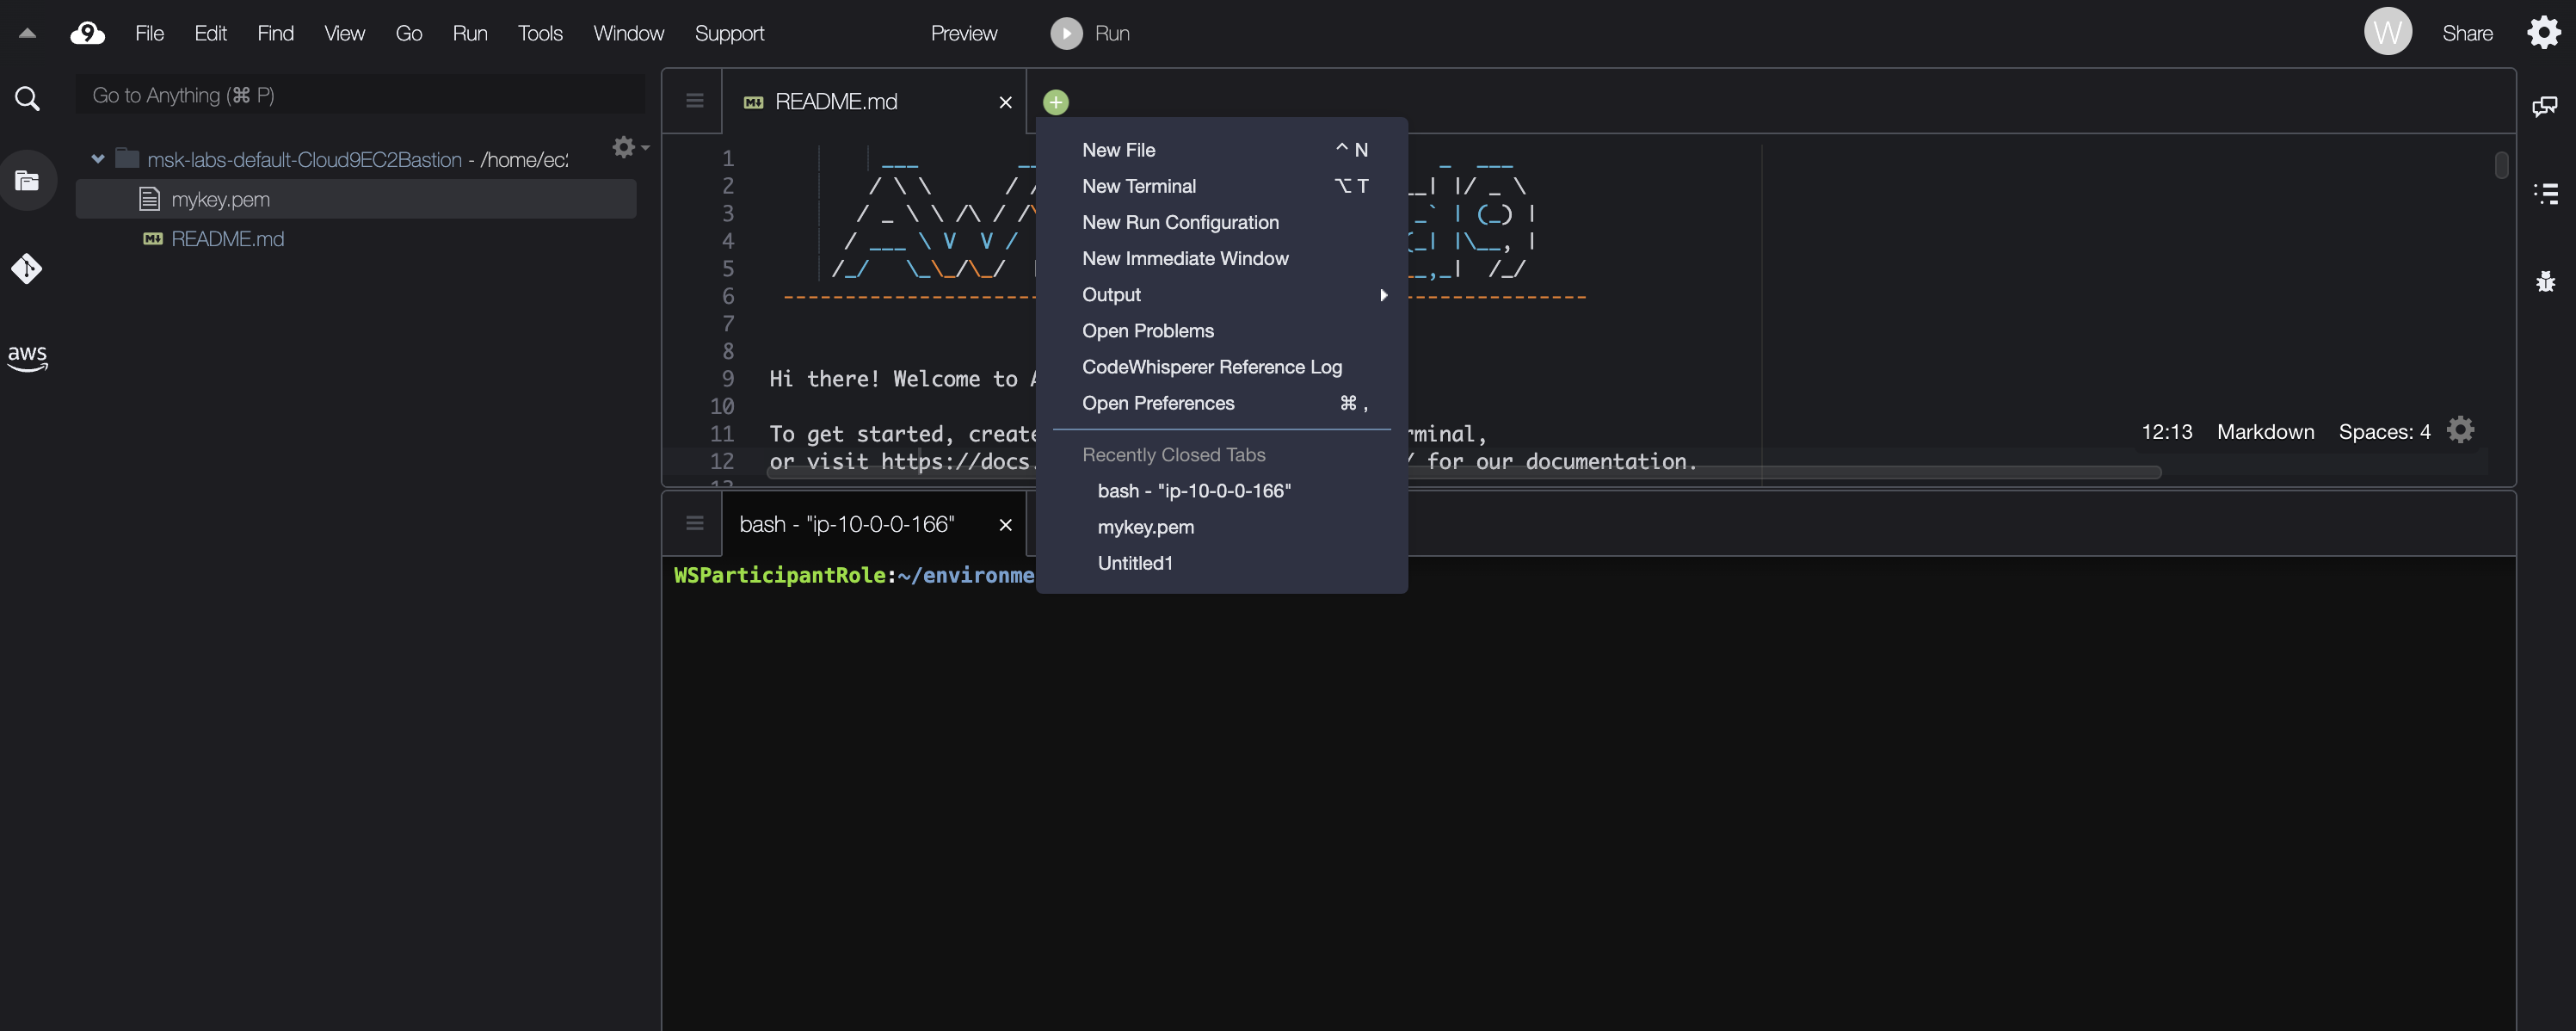 File Edit Find View Go Run Tools Window Support Preview Run W Share
Go to Anything (⌘ P)
msk-labs-default-Cloud9EC2Bastion - /home/ec2
mykey.pem
README.md
aws
README.md
1
2
3
4
5
6
7
8
9 Hi there! Welcome to A
10
11 To get started, create rminal,
12 or visit https://docs. / for our documentation.
13
New File ^ N
New Terminal ⌥ T
New Run Configuration
New Immediate Window
Output
Open Problems
CodeWhisperer Reference Log
Open Preferences ⌘ ,
Recently Closed Tabs
bash - "ip-10-0-0-166"
mykey.pem
Untitled1
12:13 Markdown Spaces: 4
bash - "ip-10-0-0-166"
WSParticipantRole:~/environme